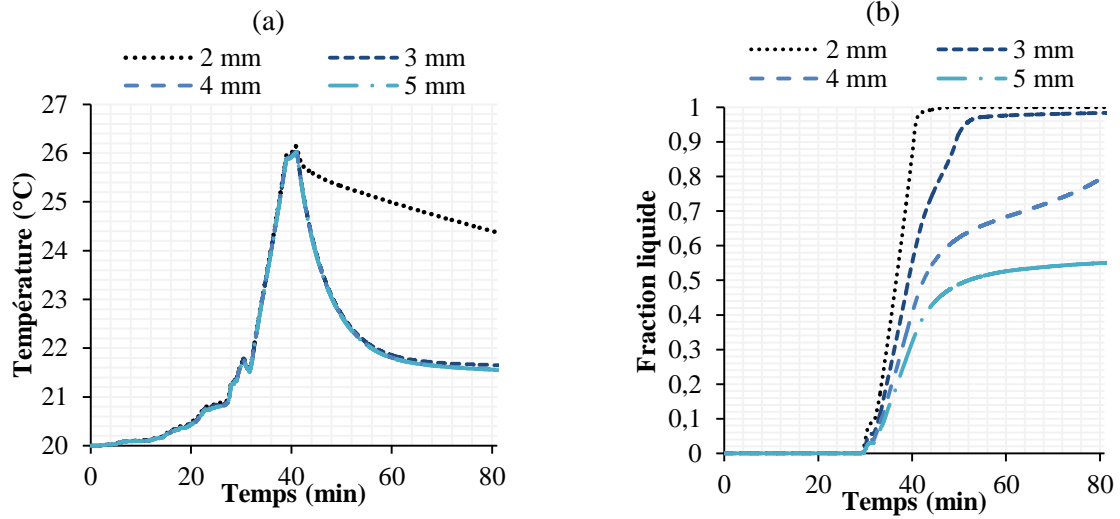 (a)
2 mm
3 mm
4 mm
5 mm
27
26
25
24
23
22
21
20
0
20
40
60
80
Température (°C)
Temps (min)
(b)
2 mm
3 mm
4 mm
5 mm
1
0,9
0,8
0,7
0,6
0,5
0,4
0,3
0,2
0,1
0
0
20
40
60
80
Fraction liquide
Temps (min)